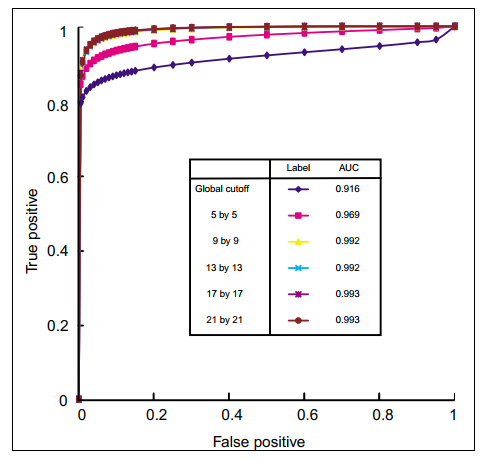 True positive
1
0.8
0.6
0.4
0.2
0
Label AUC
Global cutoff 0.916
5 by 5 0.969
9 by 9 0.992
13 by 13 0.992
17 by 17 0.993
21 by 21 0.993
0 0.2 0.4 0.6 0.8 1
False positive